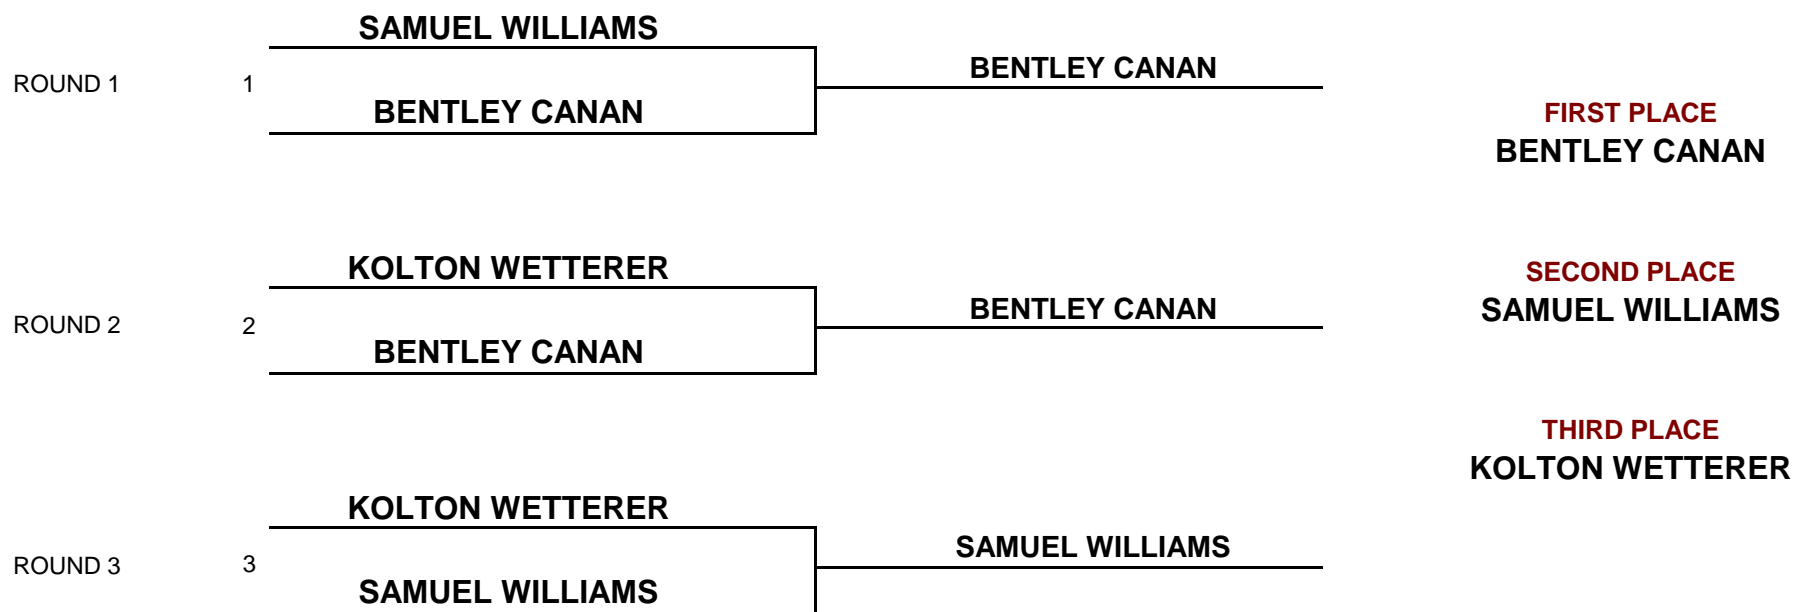 SAMUEL WILLIAMS
ROUND 1 1 BENTLEY CANAN
BENTLEY CANAN
FIRST PLACE
BENTLEY CANAN
KOLTON WETTERER
SECOND PLACE
ROUND 2 2 BENTLEY CANAN
SAMUEL WILLIAMS
BENTLEY CANAN
THIRD PLACE
KOLTON WETTERER
KOLTON WETTERER
ROUND 3 3 SAMUEL WILLIAMS
SAMUEL WILLIAMS